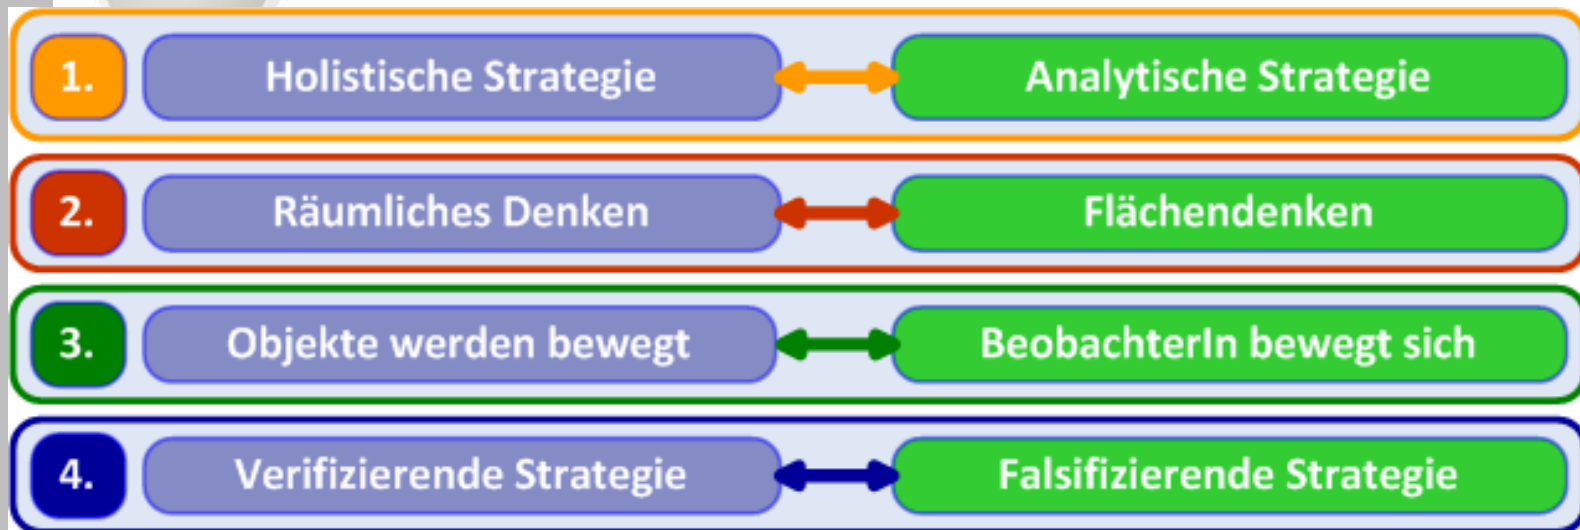 1. Holistische Strategie Analytische Strategie
2. Räumliches Denken Flächendenken
3. Objekte werden bewegt BeobachterIn bewegt sich
4. Verifizierende Strategie Falsifizierende Strategie